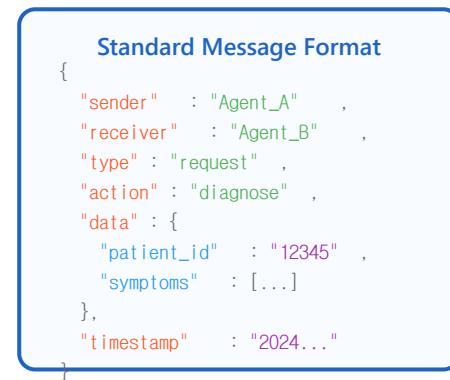 Standard Message Format
{
"sender" : "Agent_A" ,
"receiver" : "Agent_B" ,
"type" : "request" ,
"action" : "diagnose" ,
"data" : {
"patient_id" : "12345" ,
"symptoms" : [...]
},
"timestamp" : "2024..."
}